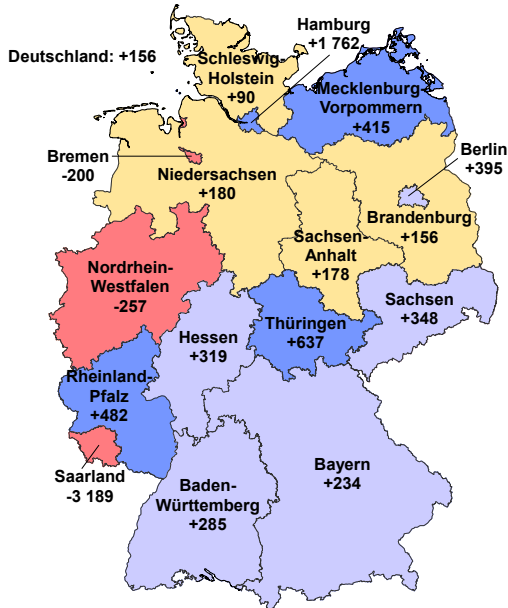 Hamburg
+1 762
Deutschland: +156
Schleswig-
Holstein
+90
Mecklenburg-
Vorpommern
+415
Bremen
-200
Niedersachsen
+180
Berlin
+395
Brandenburg
+156
Sachsen-
Anhalt
+178
Nordrhein-
Westfalen
-257
Hessen
+319
Thüringen
+637
Sachsen
+348
Rheinland-
Pfalz
+482
Saarland
-3 189
Baden-
Württemberg
+285
Bayern
+234